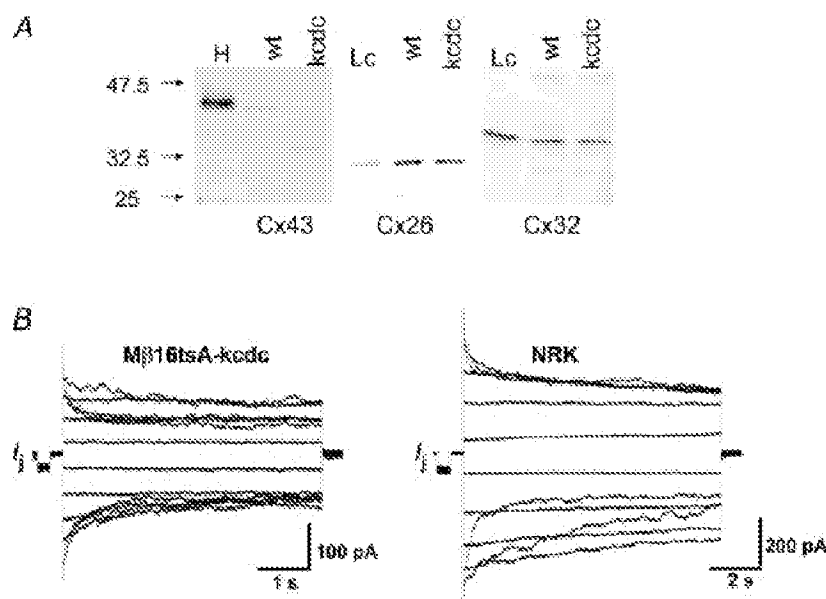 A
H wt kcdc Lc wt kcdc Lc wt kcdc
47.5
32.5
25
Cx43 Cx26 Cx32
B
Mβ16tsA-kcdc NRK
Ij Ij
100 pA
1 s
200 pA
2 s